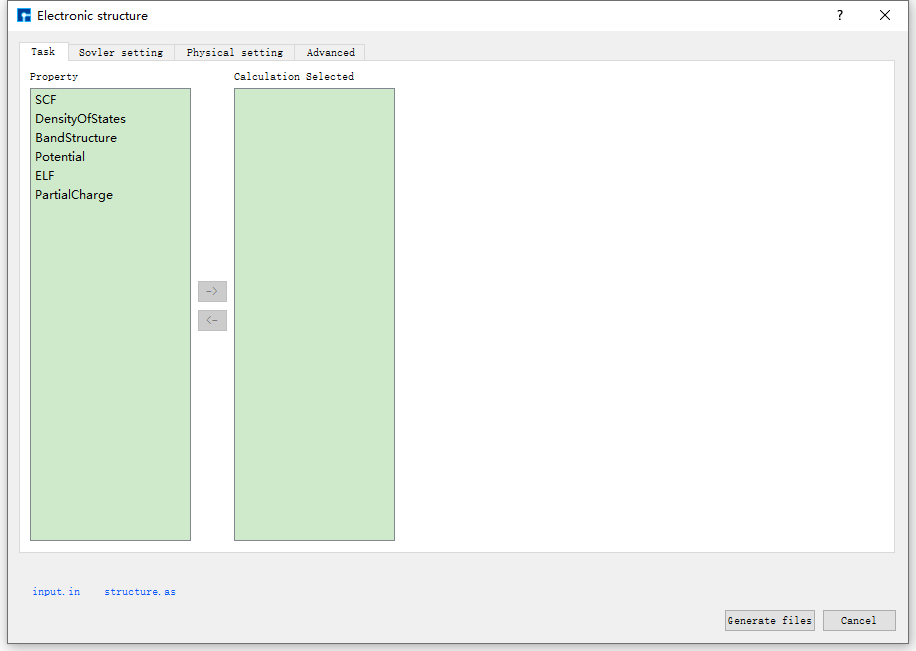 Electronic structure
?
Task Sovler setting Physical setting Advanced
Property Calculation Selected
SCF
DensityOfStates
BandStructure
Potential
ELF
PartialCharge
->
<-
input.in structure.as
Generate files Cancel